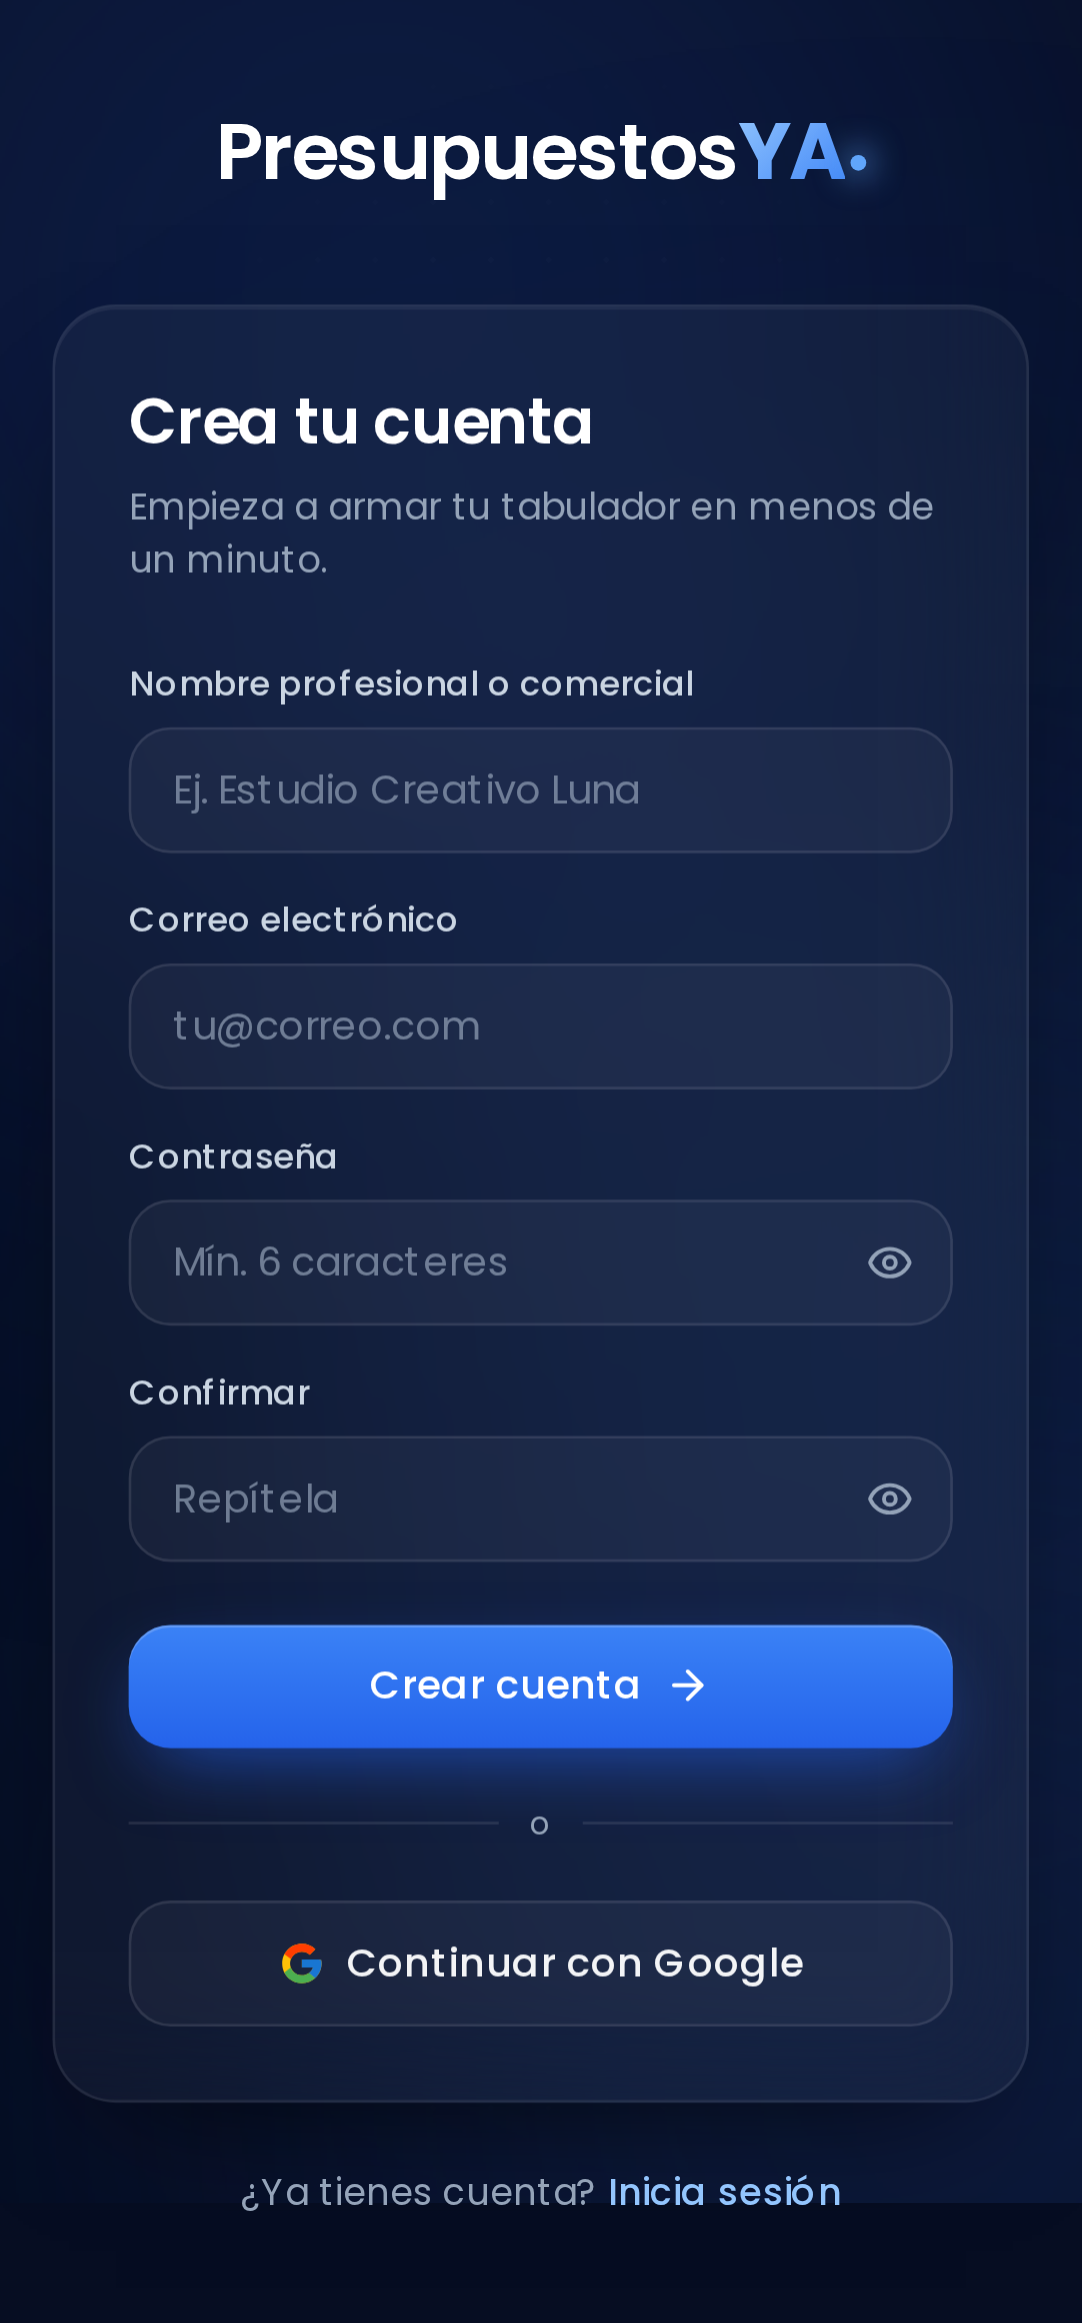 PresupuestosYA
Crea tu cuenta
Empieza a armar tu tabulador en menos de
un minuto.
Nombre profesional o comercial
Ej. Estudio Creativo Luna
Correo electrónico
tu@correo.com
Contraseña
Mín. 6 caracteres
Confirmar
Repítela
Crear cuenta →
o
Continuar con Google
¿Ya tienes cuenta? Inicia sesión